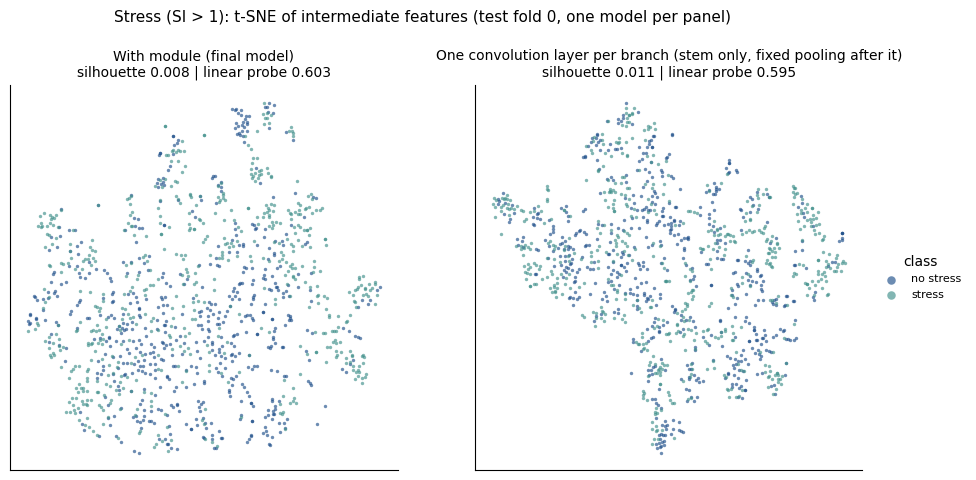 Stress (SI > 1): t-SNE of intermediate features (test fold 0, one model per panel)
With module (final model)
silhouette 0.008 | linear probe 0.603
One convolution layer per branch (stem only, fixed pooling after it)
silhouette 0.011 | linear probe 0.595
class
no stress
stress